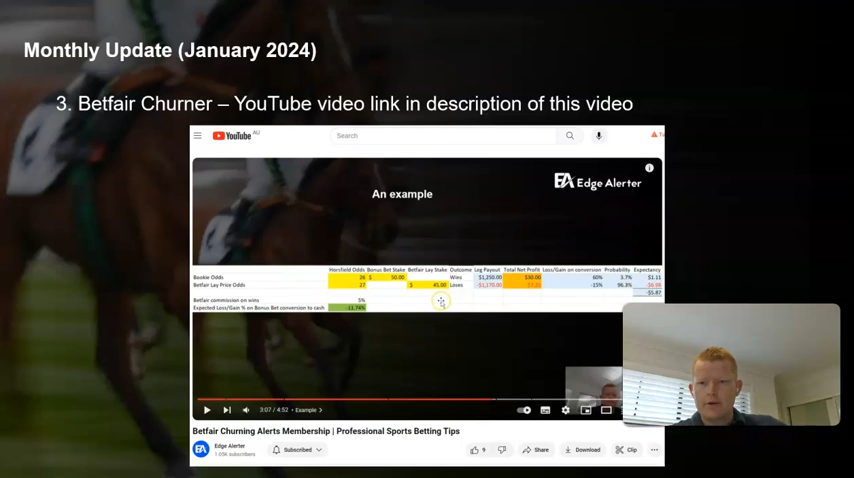 Monthly Update (January 2024)
3. Betfair Churner – YouTube video link in description of this video
YouTube AU
Search
An example
EA Edge Alerter
Horsfield Odds Bonus Bet Stake Betfair Lay Stake Outcome Leg Payout Total Net Profit Loss/Gain on conversion Probability Expectancy
Bookie Odds 26 $ 50.00 Wins $1,250.00 $30.00 60% 3.7% $1.11
Betfair Lay Price Odds 27 $ 45.00 Loses -$1,170.00 -15% 96.3%
-$5.87
Betfair commission on wins 5%
Expected Loss/Gain % on Bonus Bet conversion to cash -11.74%
3:07 / 4:52 • Example
Betfair Churning Alerts Membership | Professional Sports Betting Tips
EA Edge Alerter
1.05K subscribers
Subscribed
9
Share
Download
Clip